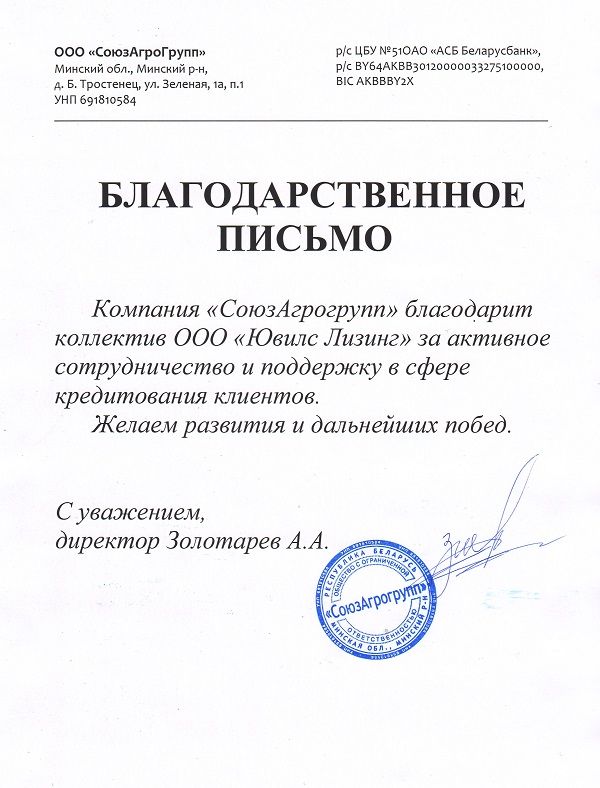 ООО «СоюзАгроГрупп»
Минский обл., Минский р-н,
д. Б. Тростенец, ул. Зеленая, 1а, п.1
УНП 691810584
р/с ЦБУ №51ОАО «АСБ Беларусбанк»,
р/с BY64AKBB30120000033275100000,
BIC AKBBBY2X
БЛАГОДАРСТВЕННОЕ
ПИСЬМО
Компания «СоюзАгрогрупп» благодарит
коллектив ООО «Ювилс Лизинг» за активное
сотрудничество и поддержку в сфере
кредитования клиентов.
Желаем развития и дальнейших побед.
С уважением,
директор Золотарев А.А.
РЕСПУБЛИКА БЕЛАРУСЬ
ОБЩЕСТВО С ОГРАНИЧЕННОЙ
«СоюзАгрогрупп»
ОТВЕТСТВЕННОСТЬЮ
МИНСКАЯ ОБЛ., МИНСКИЙ Р-Н